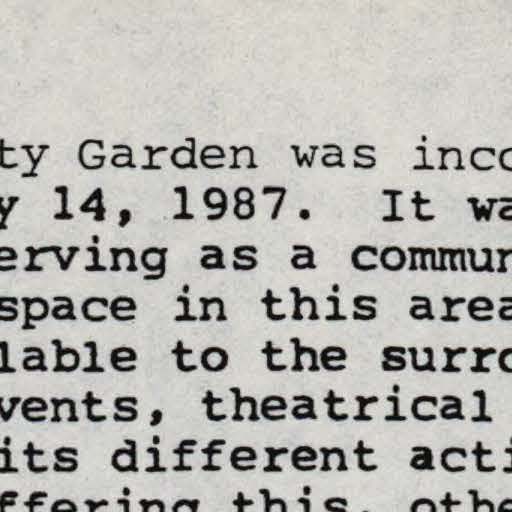 ty Garden was inco
y 14, 1987. It wa
erving as a commun
space in this area
lable to the surro
vents, theatrical
its different acti
ffering this, othe